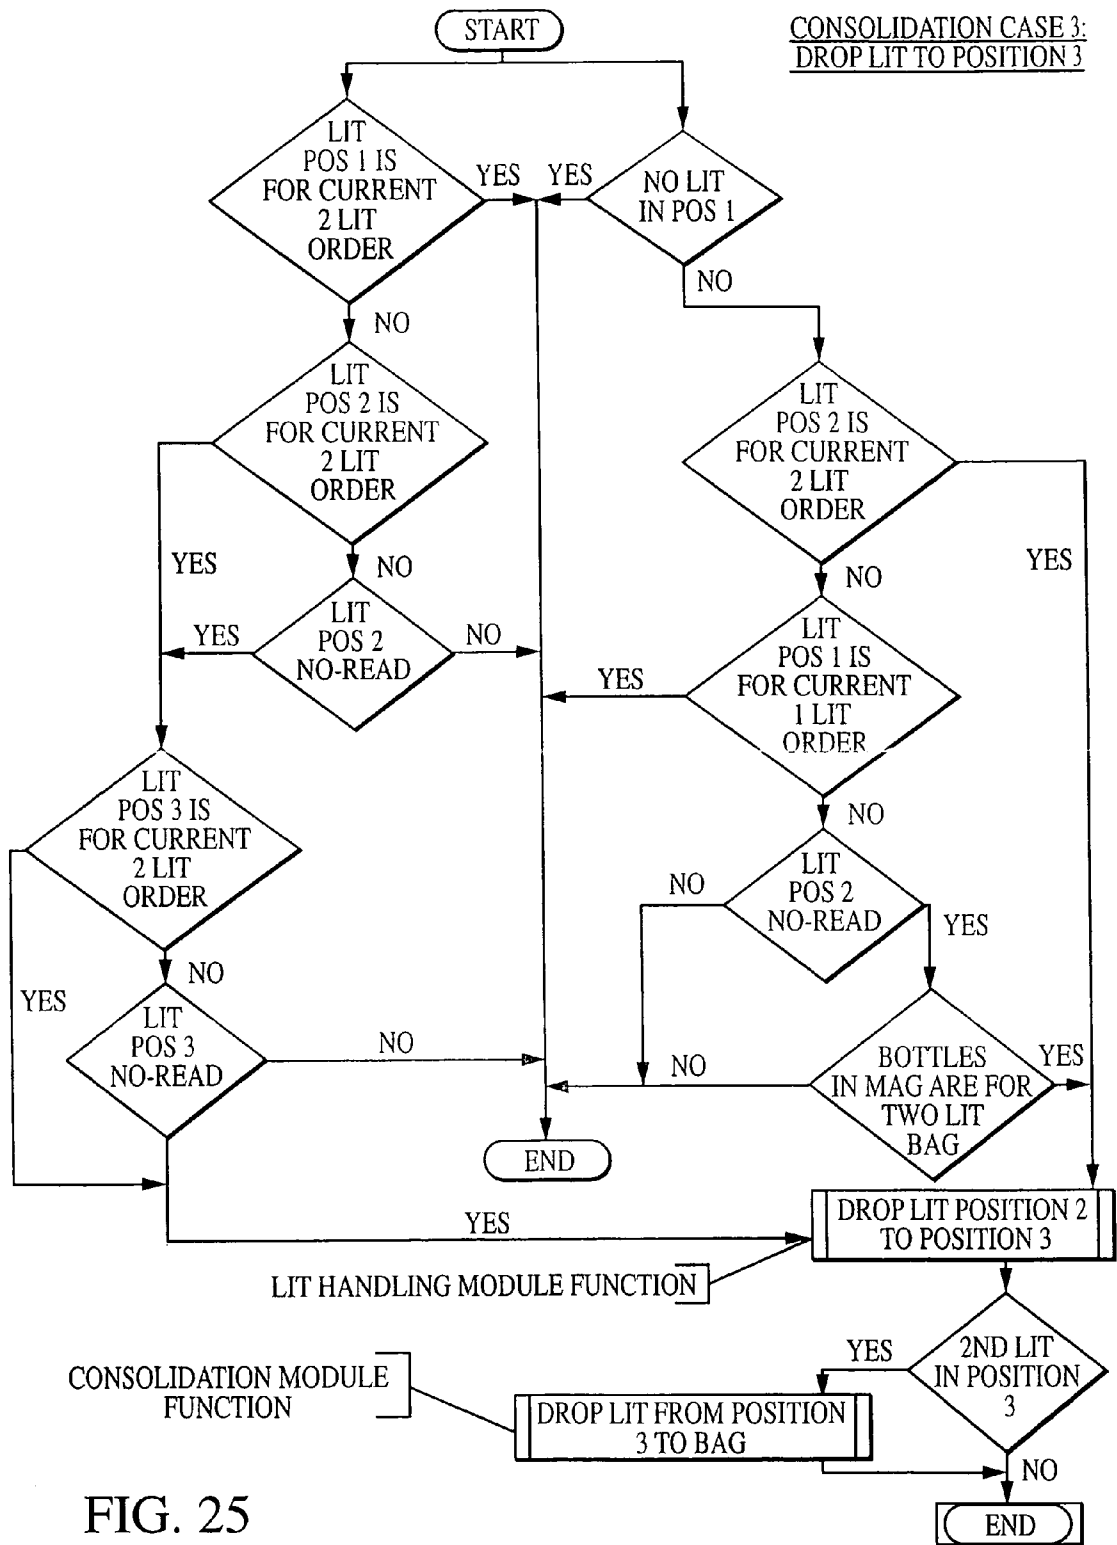 START
CONSOLIDATION CASE 3:
DROP LIT TO POSITION 3
LIT
POS 1 IS
FOR CURRENT
2 LIT
ORDER
YES
YES
NO LIT
IN POS 1
NO
NO
LIT
POS 2 IS
FOR CURRENT
2 LIT
ORDER
LIT
POS 2 IS
FOR CURRENT
2 LIT
ORDER
YES
NO
NO
YES
LIT
POS 2
NO-READ
YES
NO
LIT
POS 1 IS
FOR CURRENT
1 LIT
ORDER
YES
NO
LIT
POS 3 IS
FOR CURRENT
2 LIT
ORDER
LIT
POS 2
NO-READ
NO
YES
NO
YES
LIT
POS 3
NO-READ
NO
NO
BOTTLES
IN MAG ARE FOR
TWO LIT
BAG
YES
END
YES
DROP LIT POSITION 2
TO POSITION 3
LIT HANDLING MODULE FUNCTION
2ND LIT
IN POSITION
3
YES
CONSOLIDATION MODULE
FUNCTION
DROP LIT FROM POSITION
3 TO BAG
NO
END
FIG. 25